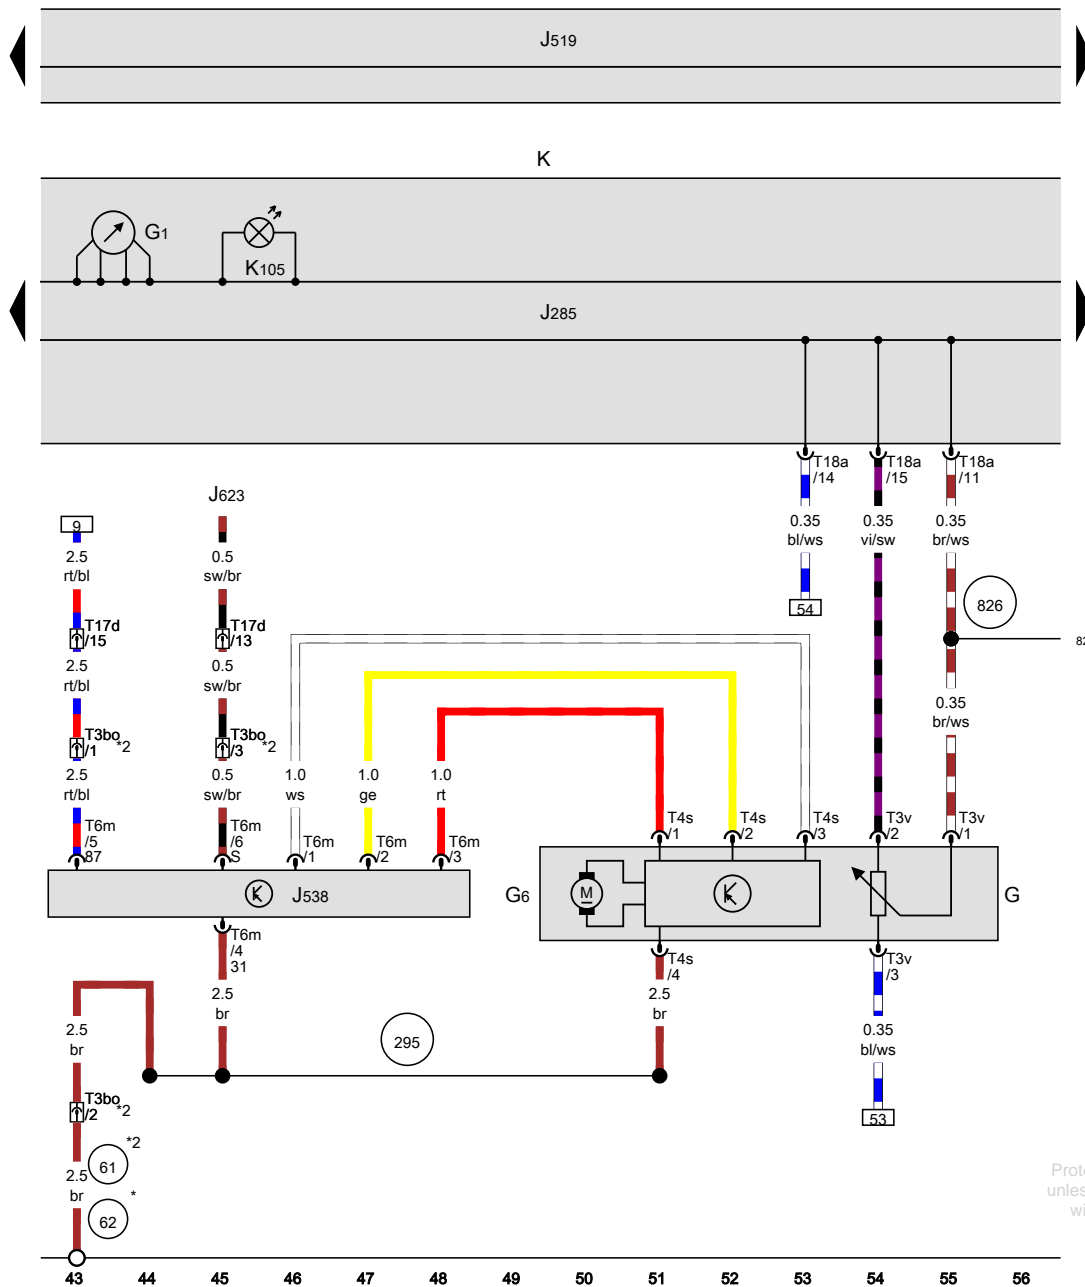 J519
K
G1
K105
J285
T18a
/14
T18a
/15
T18a
/11
J623
9
2.5
rt/bl
0.5
sw/br
0.35
bl/ws
0.35
vi/sw
0.35
br/ws
54
826
T17d
/15
T17d
/13
82
2.5
rt/bl
0.5
sw/br
0.35
br/ws
T3bo
/1
*2
T3bo
/3
*2
2.5
rt/bl
0.5
sw/br
1.0
ws
1.0
ge
1.0
rt
T6m
/5
87
T6m
/6
S
T6m
/1
T6m
/2
T6m
/3
T4s
/1
T4s
/2
T4s
/3
T3v
/2
T3v
/1
J538
G6
M
G
T6m
/4
31
T4s
/4
T3v
/3
2.5
br
2.5
br
2.5
br
0.35
bl/ws
295
T3bo
/2
*2
53
*2
61
2.5
br
*
62
Prote
unles
wi
43 44 45 46 47 48 49 50 51 52 53 54 55 56